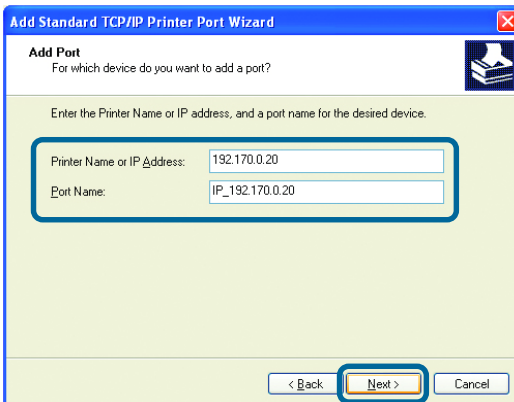 Add Standard TCP/IP Printer Port Wizard
Add Port
For which device do you want to add a port?
Enter the Printer Name or IP address, and a port name for the desired device.
Printer Name or IP Address: 192.170.0.20
Port Name: IP_192.170.0.20
< Back Next > Cancel